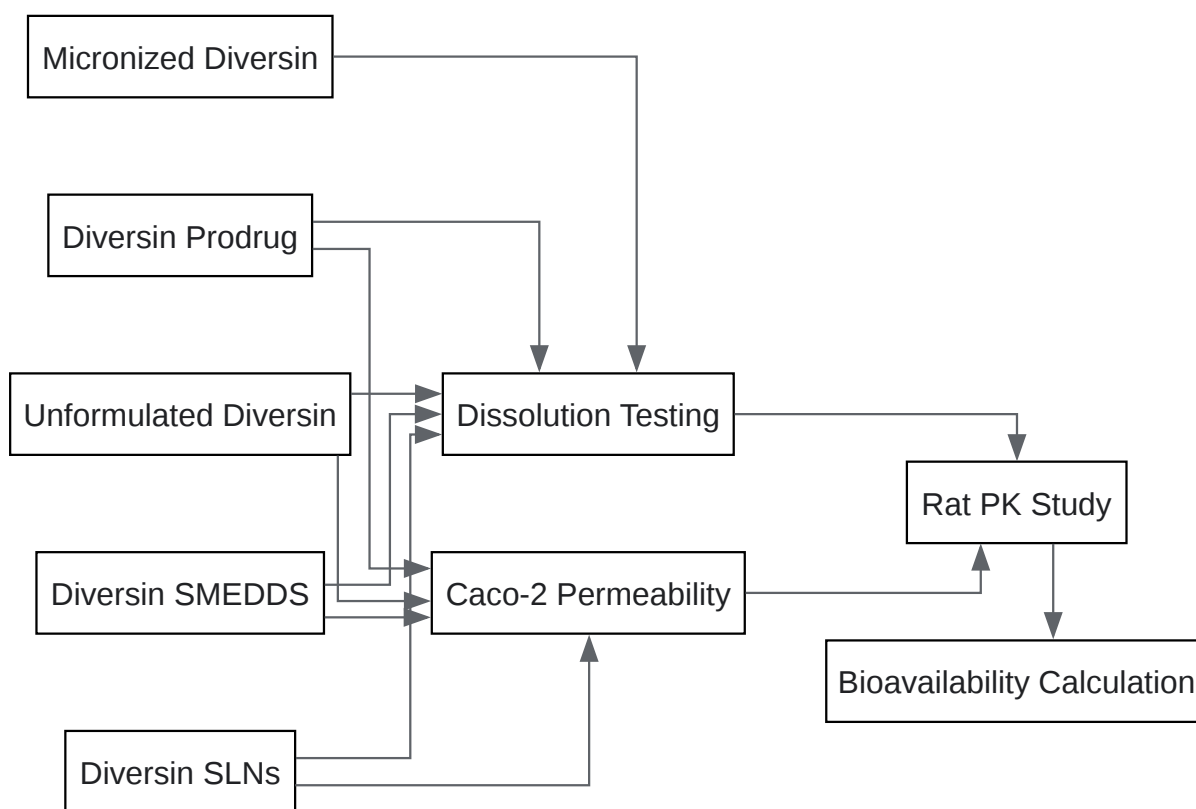 Micronized Diversin
Diversin Prodrug
Unformulated Diversin
Dissolution Testing
Rat PK Study
Diversin SMEDDS
Caco-2 Permeability
Bioavailability Calculation
Diversin SLNs